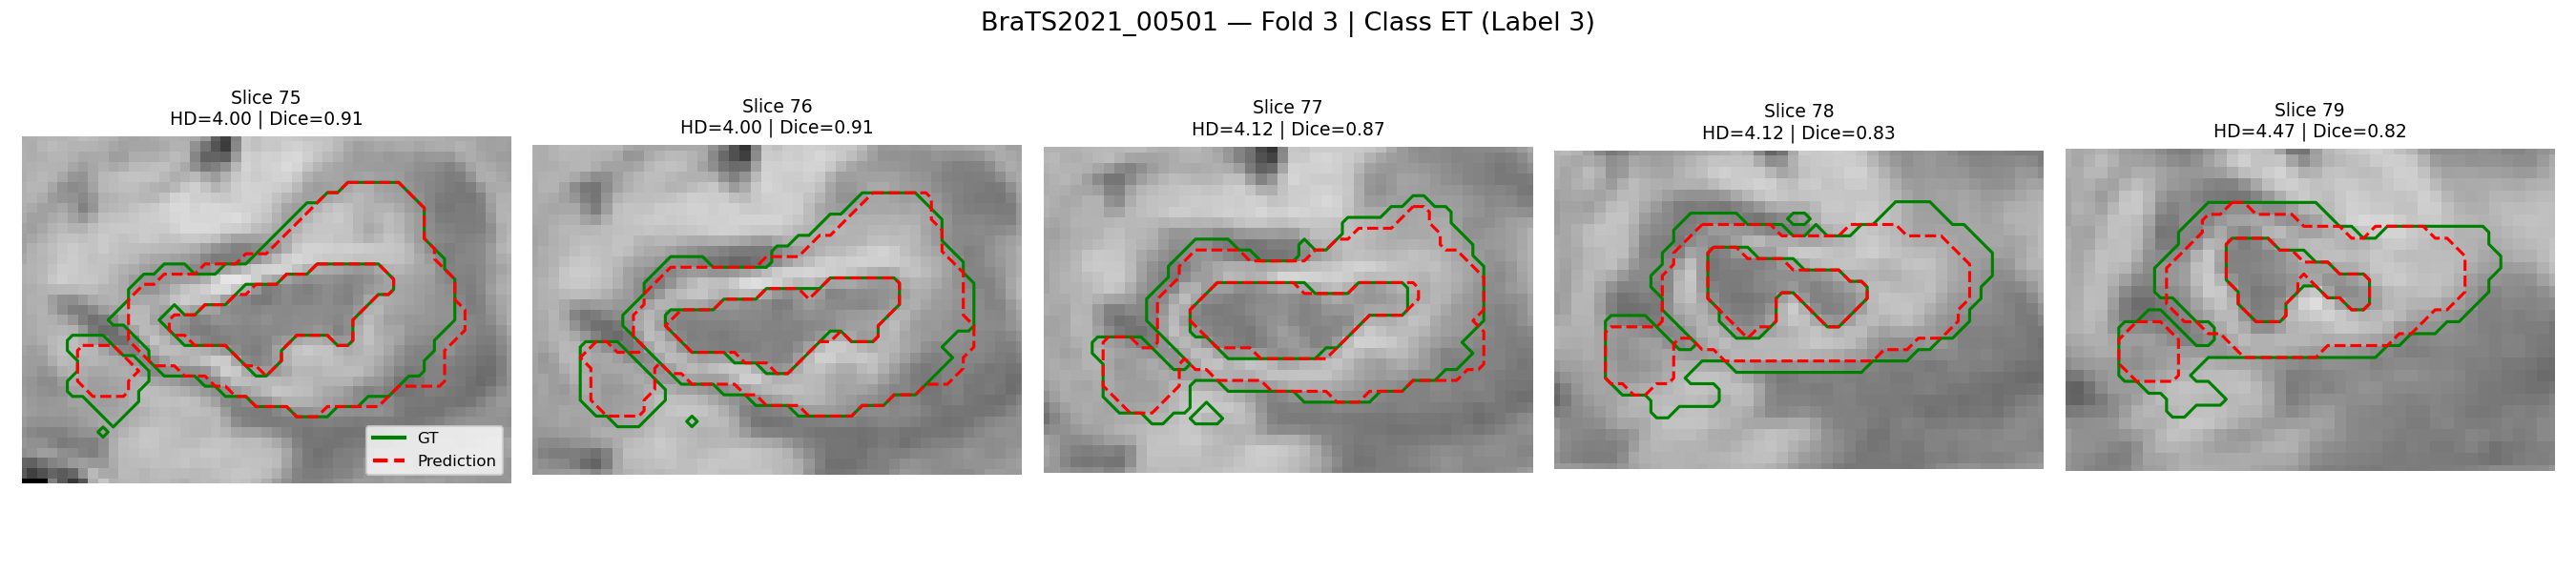 BraTS2021_00501 — Fold 3 | Class ET (Label 3)
Slice 75
HD=4.00 | Dice=0.91
Slice 76
HD=4.00 | Dice=0.91
Slice 77
HD=4.12 | Dice=0.87
Slice 78
HD=4.12 | Dice=0.83
Slice 79
HD=4.47 | Dice=0.82
GT
Prediction